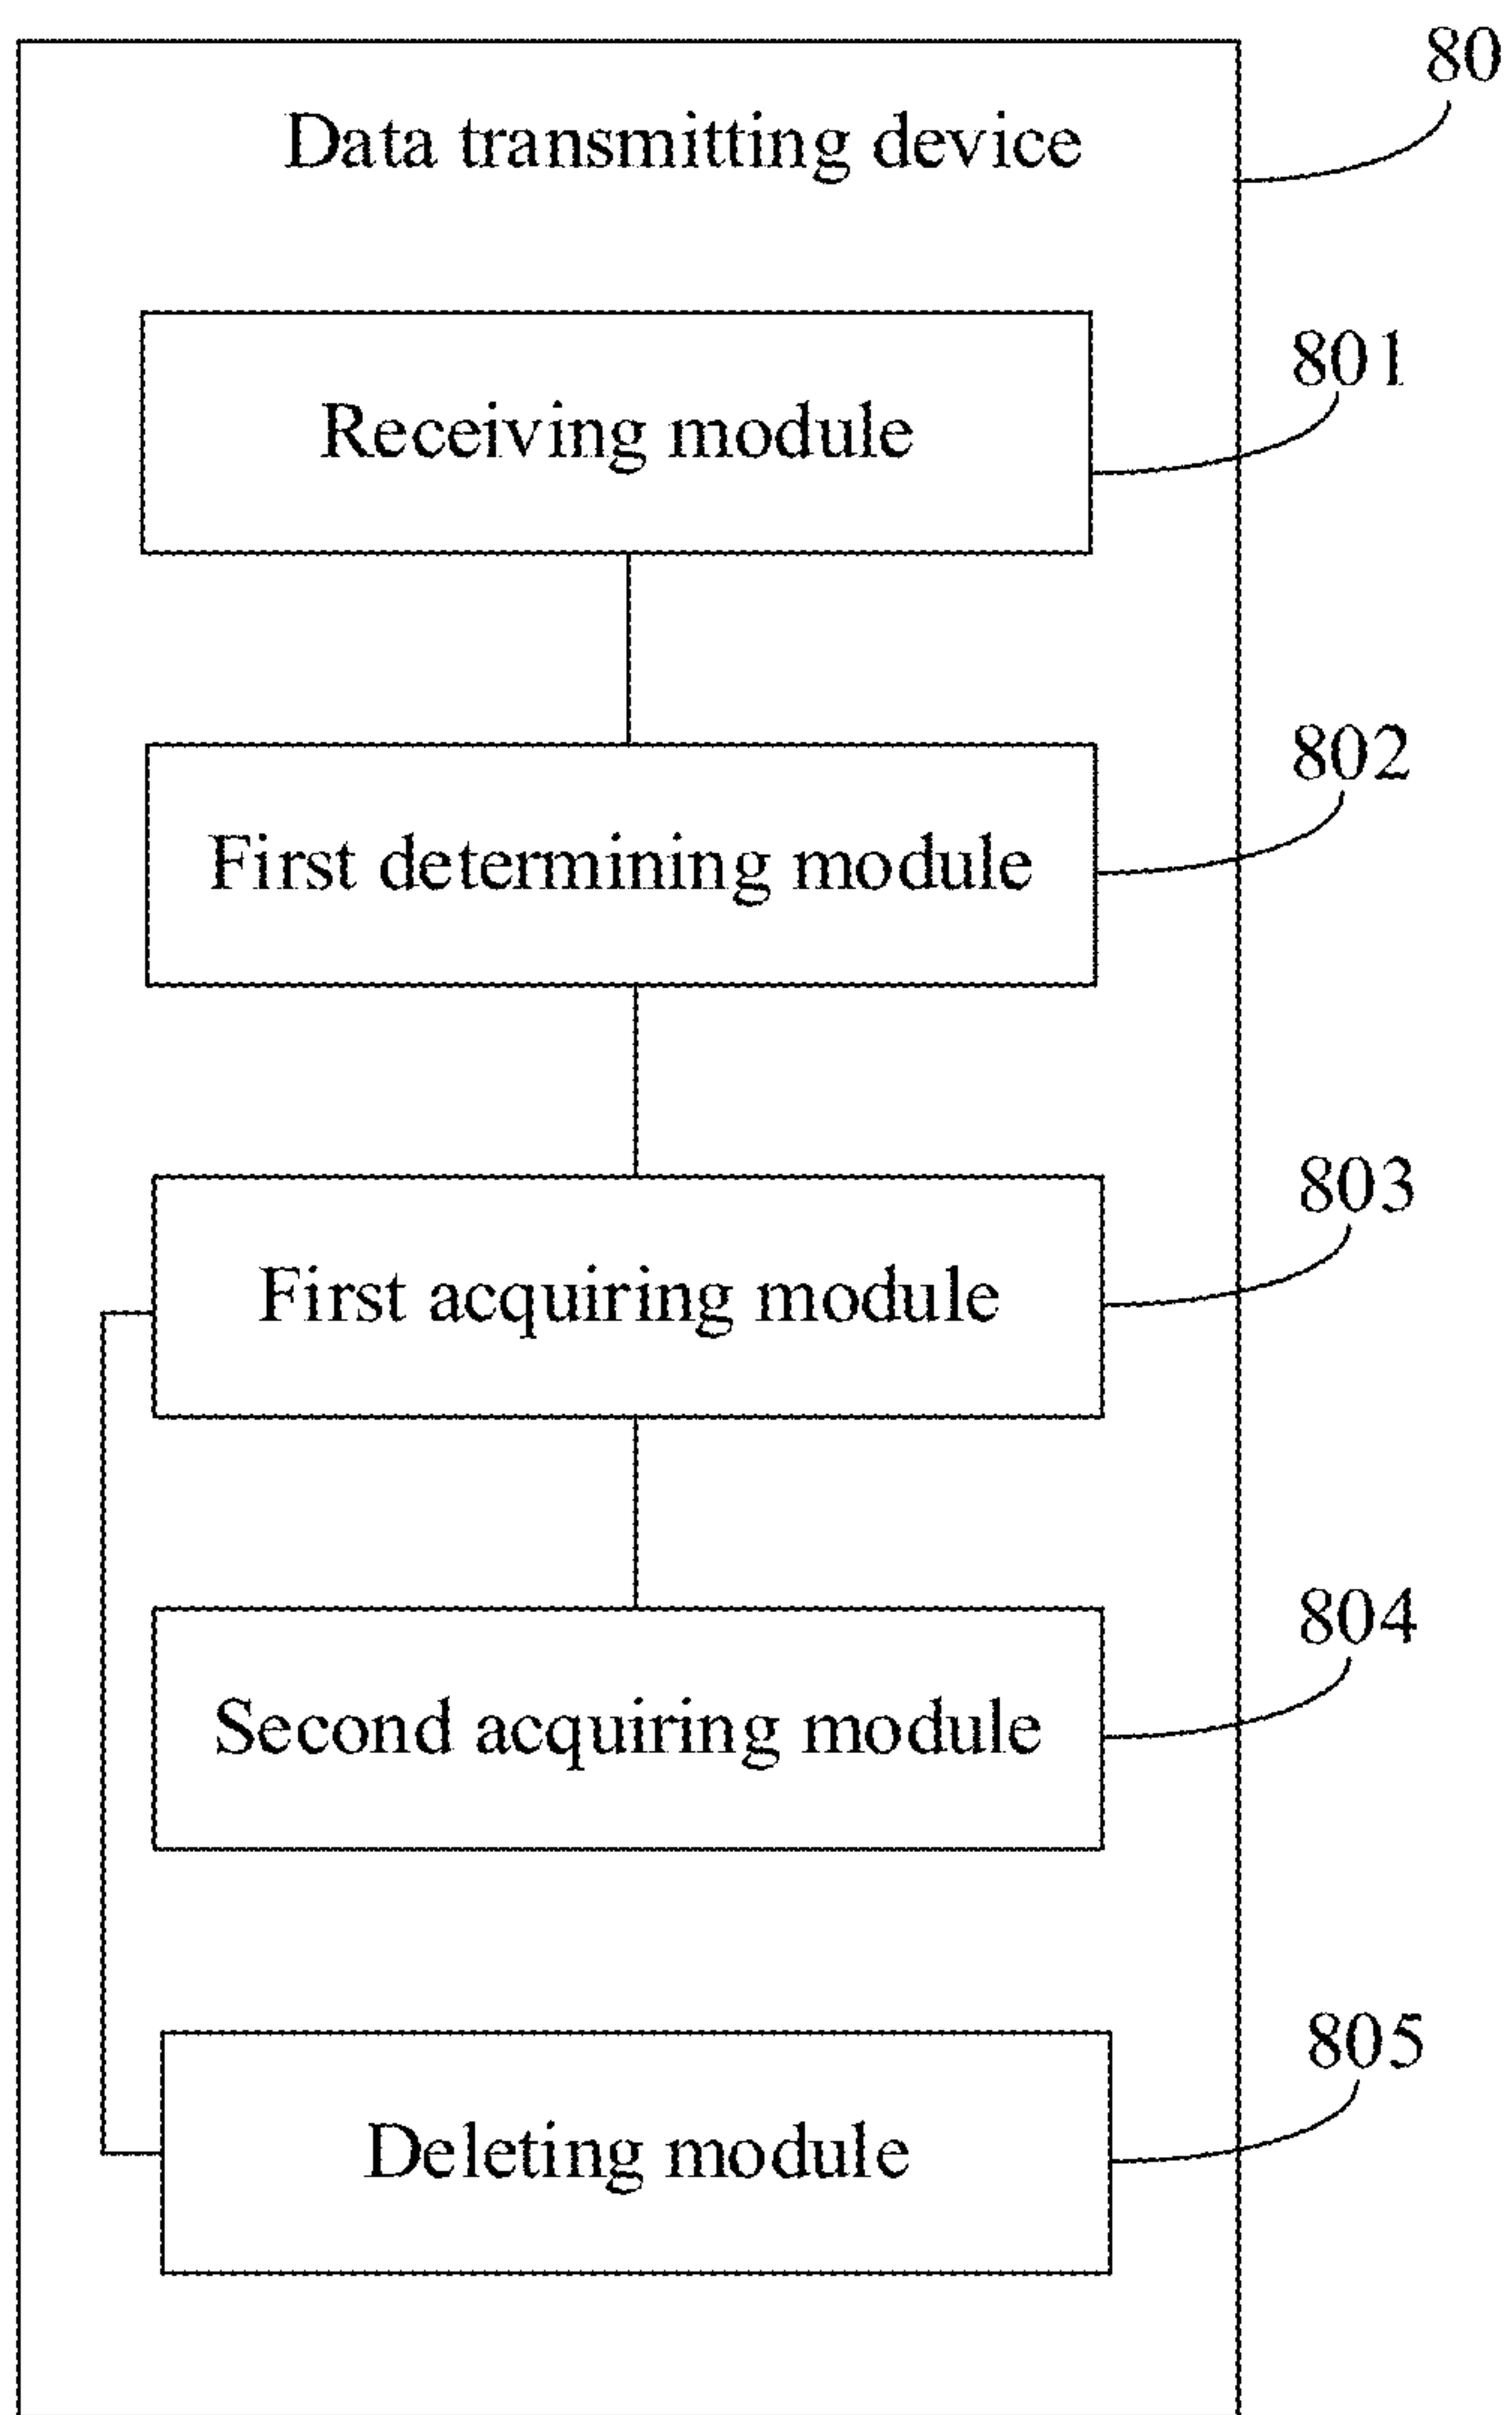 80
Data transmitting device
801
Receiving module
802
First determining module
803
First acquiring module
804
Second acquiring module
805
Deleting module